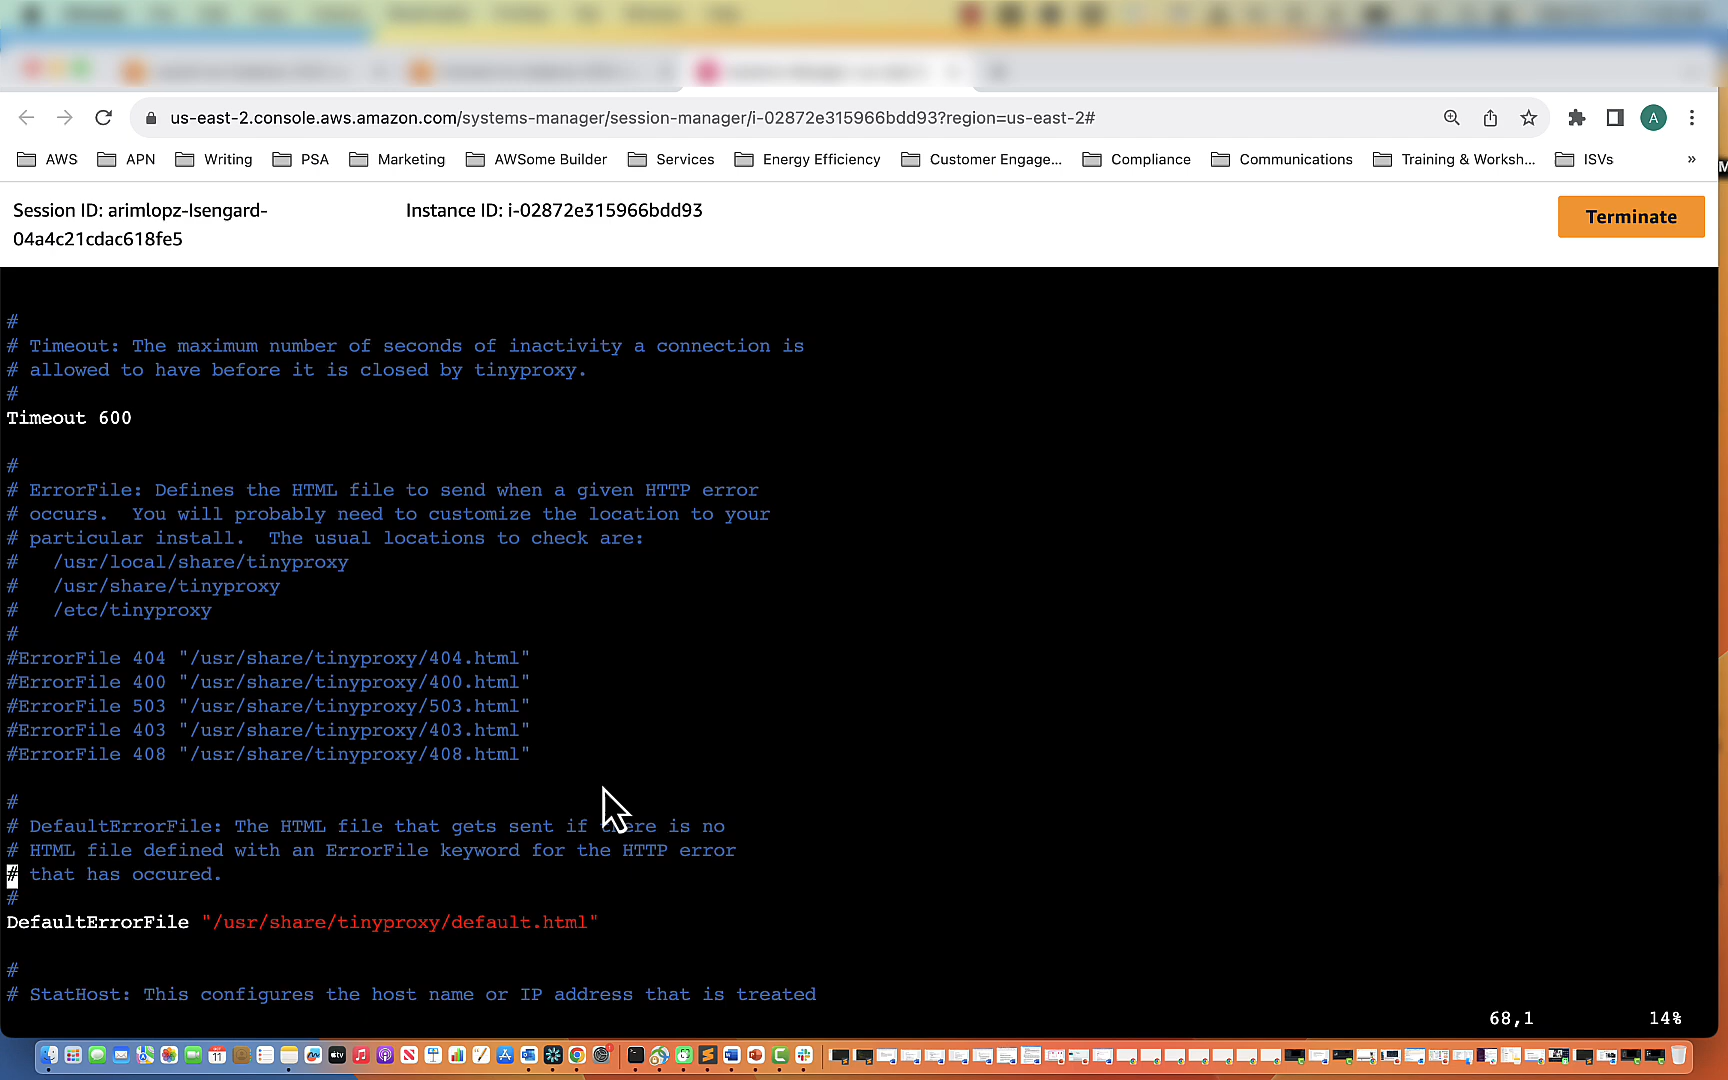 us-east-2.console.aws.amazon.com/systems-manager/session-manager/i-02872e315966bdd93?region=us-east-2#
A
AWS APN Writing PSA Marketing AWSome Builder Services Energy Efficiency Customer Engage... Compliance Communications Training & Worksh... ISVs »
Session ID: arimlopz-Isengard-
04a4c21cdac618fe5
Instance ID: i-02872e315966bdd93
Terminate
#
# Timeout: The maximum number of seconds of inactivity a connection is
# allowed to have before it is closed by tinyproxy.
#
Timeout 600
#
# ErrorFile: Defines the HTML file to send when a given HTTP error
# occurs.  You will probably need to customize the location to your
# particular install.  The usual locations to check are:
#   /usr/local/share/tinyproxy
#   /usr/share/tinyproxy
#   /etc/tinyproxy
#
#ErrorFile 404 "/usr/share/tinyproxy/404.html"
#ErrorFile 400 "/usr/share/tinyproxy/400.html"
#ErrorFile 503 "/usr/share/tinyproxy/503.html"
#ErrorFile 403 "/usr/share/tinyproxy/403.html"
#ErrorFile 408 "/usr/share/tinyproxy/408.html"
#
# DefaultErrorFile: The HTML file that gets sent if there is no
# HTML file defined with an ErrorFile keyword for the HTTP error
# that has occured.
#
DefaultErrorFile "/usr/share/tinyproxy/default.html"
#
# StatHost: This configures the host name or IP address that is treated
68,1 14%